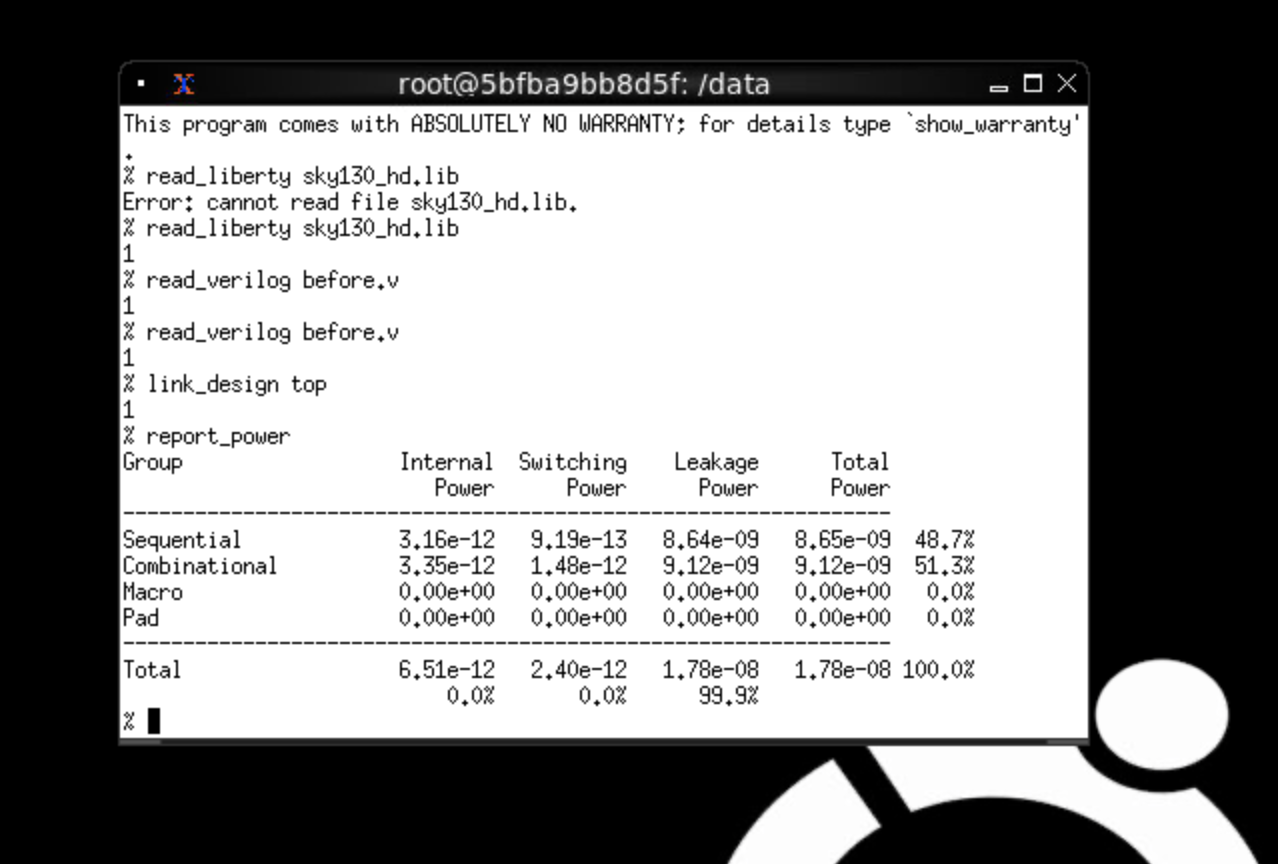 root@5bfba9bb8d5f: /data
This program comes with ABSOLUTELY NO WARRANTY; for details type `show_warranty'
.
% read_liberty sky130_hd.lib
Error: cannot read file sky130_hd.lib.
% read_liberty sky130_hd.lib
1
% read_verilog before.v
1
% read_verilog before.v
1
% link_design top
1
% report_power
Group                  Internal  Switching    Leakage      Total
                          Power      Power      Power      Power
----------------------------------------------------------------
Sequential             3.16e-12   9.19e-13   8.64e-09   8.65e-09  48.7%
Combinational          3.35e-12   1.48e-12   9.12e-09   9.12e-09  51.3%
Macro                  0.00e+00   0.00e+00   0.00e+00   0.00e+00   0.0%
Pad                    0.00e+00   0.00e+00   0.00e+00   0.00e+00   0.0%
----------------------------------------------------------------
Total                  6.51e-12   2.40e-12   1.78e-08   1.78e-08 100.0%
                           0.0%       0.0%      99.9%
%